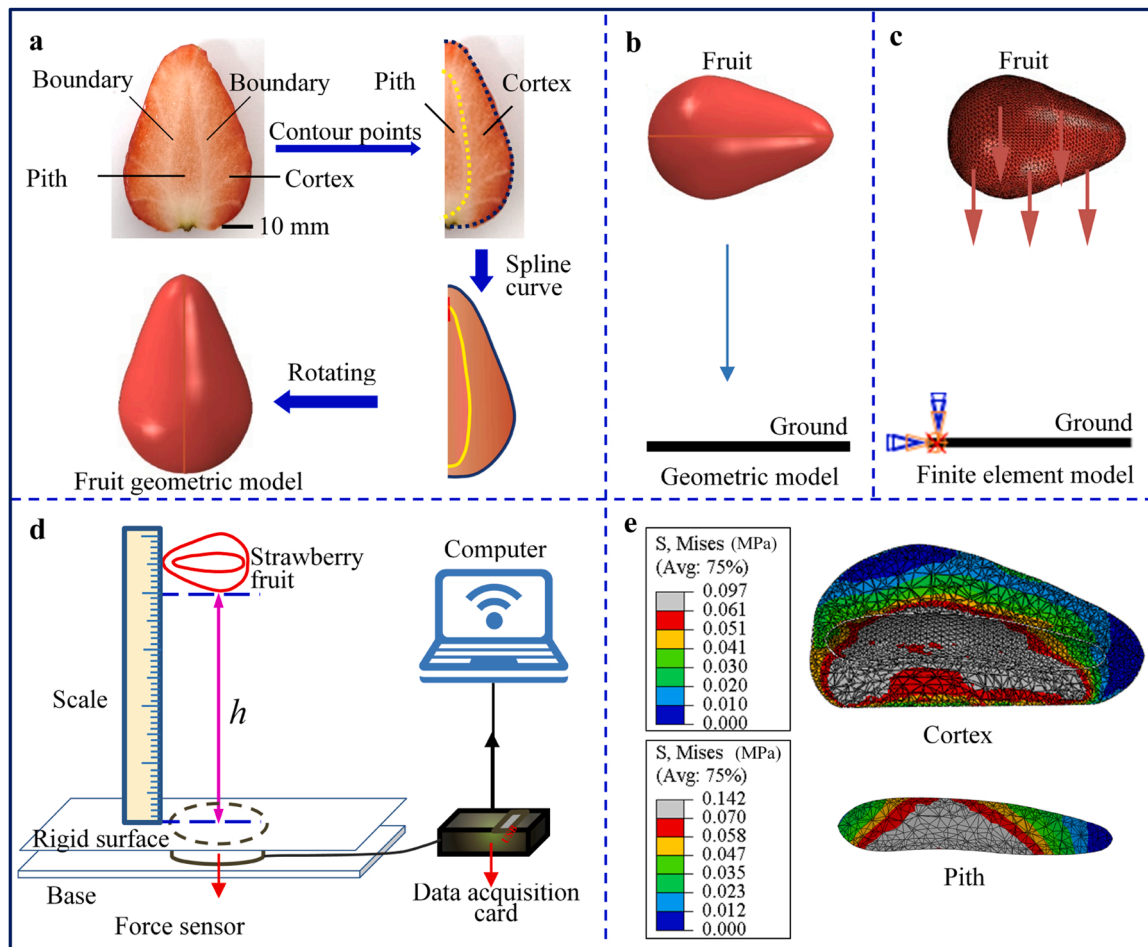 a
Boundary
Boundary
Pith
Cortex
10 mm
Contour points
Pith
Cortex
Spline
curve
Rotating
Fruit geometric model
b
Fruit
Ground
Geometric model
c
Fruit
Ground
Finite element model
d
Strawberry
fruit
Computer
Scale
h
Rigid surface
Base
Force sensor
Data acquisition
card
e
S, Mises (MPa)
(Avg: 75%)
0.097
0.061
0.051
0.041
0.030
0.020
0.010
0.000
Cortex
S, Mises (MPa)
(Avg: 75%)
0.142
0.070
0.058
0.047
0.035
0.023
0.012
0.000
Pith